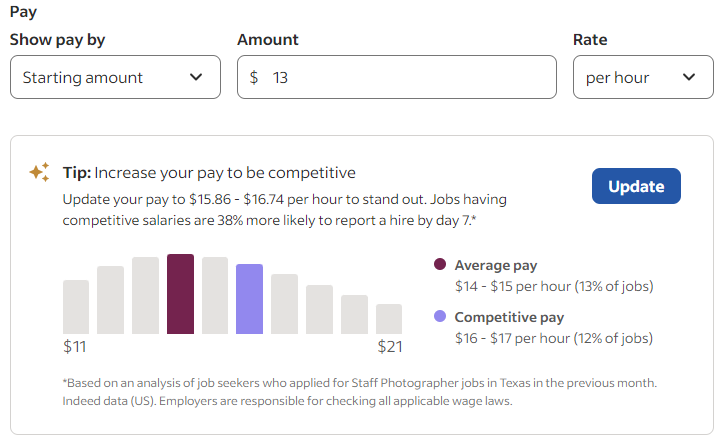 Pay
Show pay by
Amount
Rate
Starting amount
$ 13
per hour
Tip: Increase your pay to be competitive
Update your pay to $15.86 - $16.74 per hour to stand out. Jobs having
competitive salaries are 38% more likely to report a hire by day 7.*
Update
Average pay
$14 - $15 per hour (13% of jobs)
Competitive pay
$16 - $17 per hour (12% of jobs)
$11
$21
*Based on an analysis of job seekers who applied for Staff Photographer jobs in Texas in the previous month.
Indeed data (US). Employers are responsible for checking all applicable wage laws.